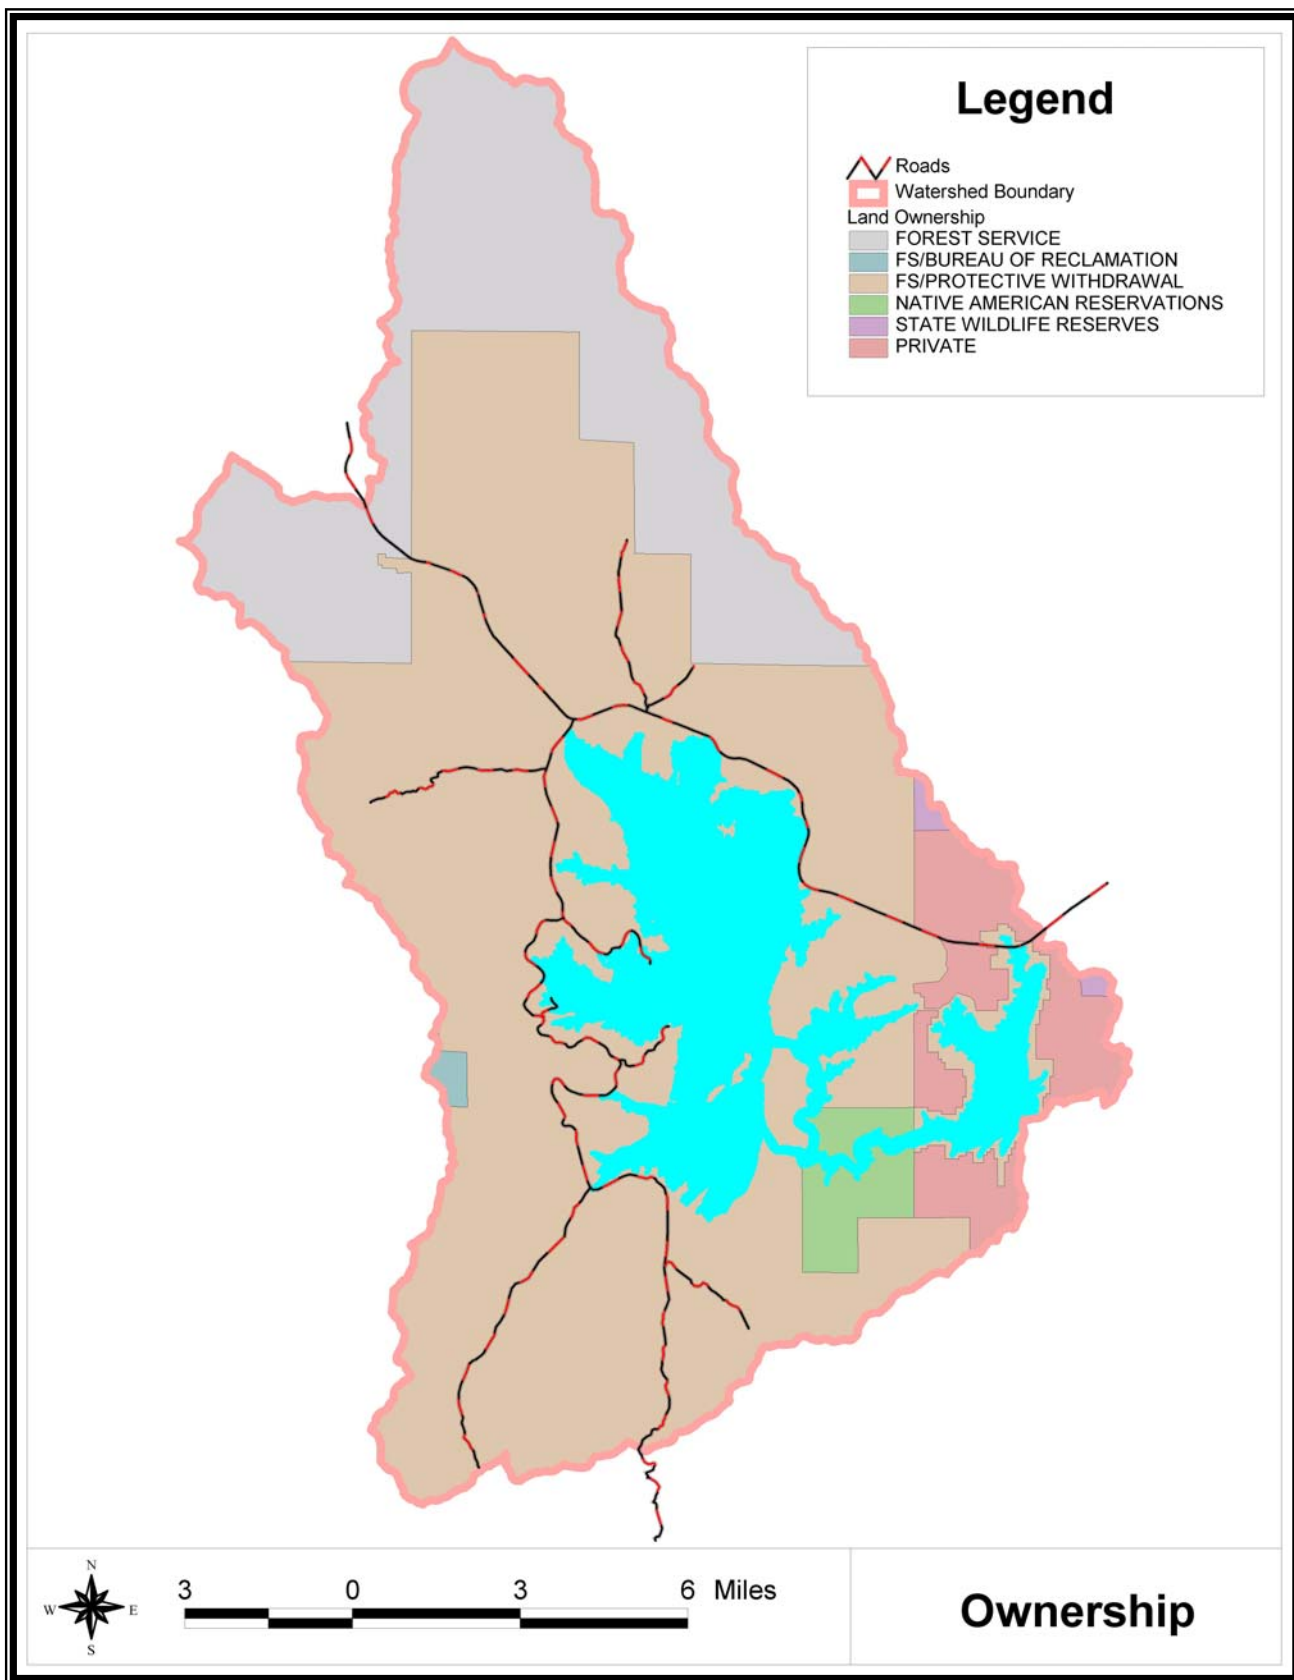 Legend
Roads
Watershed Boundary
Land Ownership
FOREST SERVICE
FS/BUREAU OF RECLAMATION
FS/PROTECTIVE WITHDRAWAL
NATIVE AMERICAN RESERVATIONS
STATE WILDLIFE RESERVES
PRIVATE
N
W E
S
3 0 3 6 Miles
Ownership